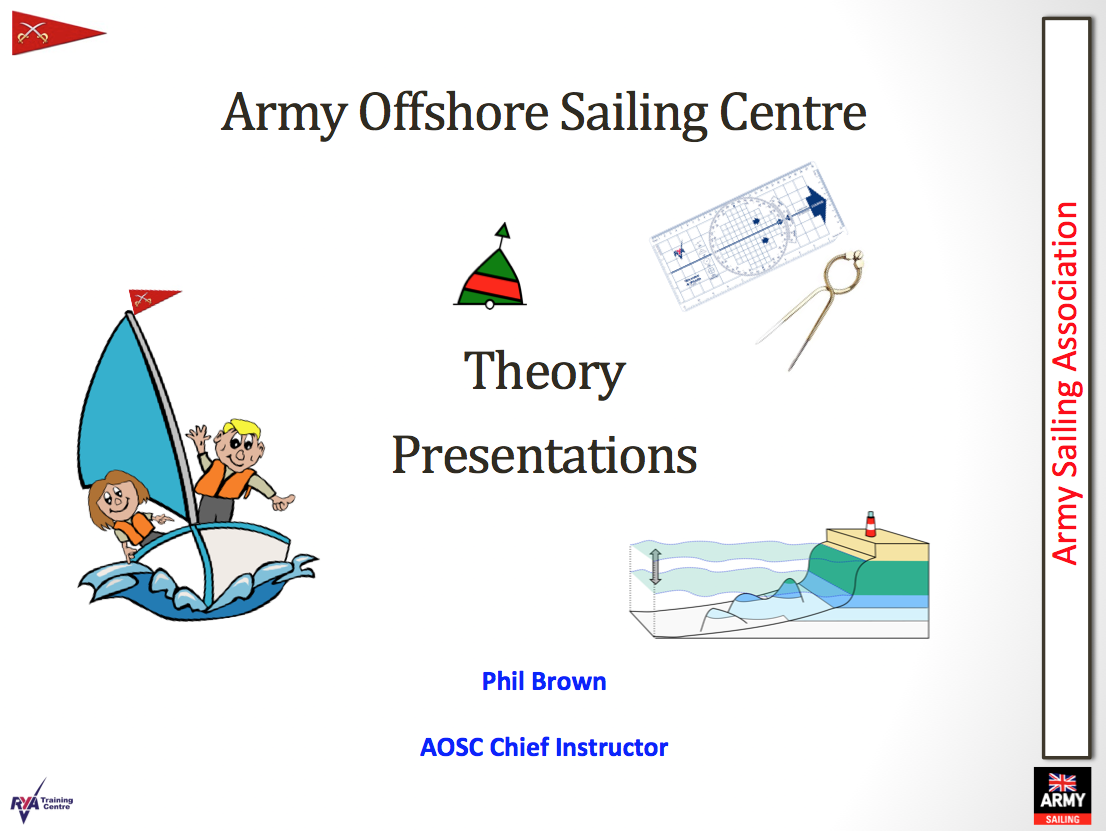 Army Offshore Sailing Centre
Theory
Presentations
Phil Brown
AOSC Chief Instructor
Army Sailing Association
RYA Training
Centre
ARMY
SAILING